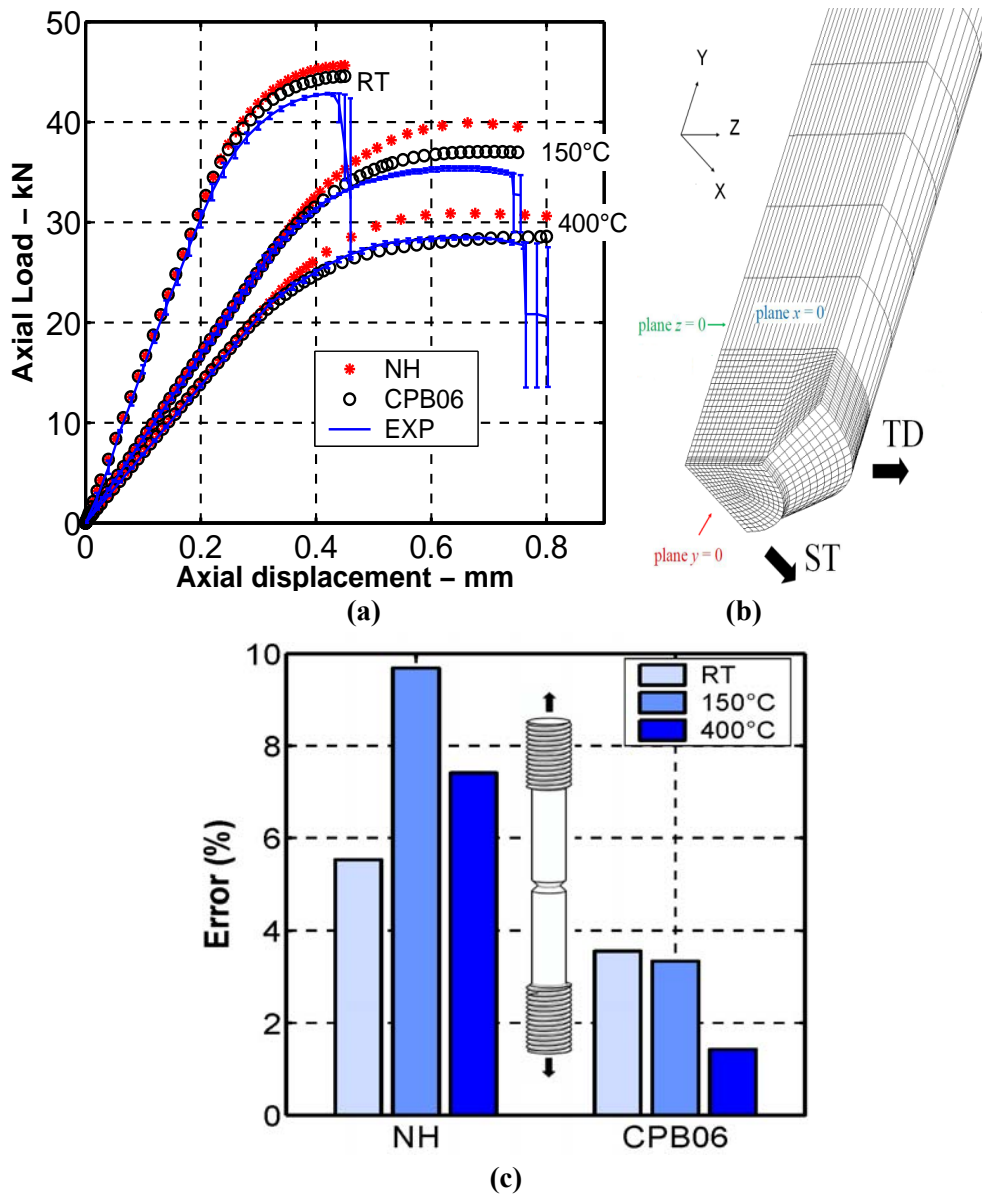 50
40
30
20
10
0
Axial Load – kN
RT
150°C
400°C
NH
CPB06
EXP
0
0.2
0.4
0.6
0.8
Axial displacement – mm
(a)
Y
Z
X
plane z = 0
plane x = 0
TD
plane y = 0
ST
(b)
10
8
6
4
2
0
Error (%)
RT
150°C
400°C
NH
CPB06
(c)